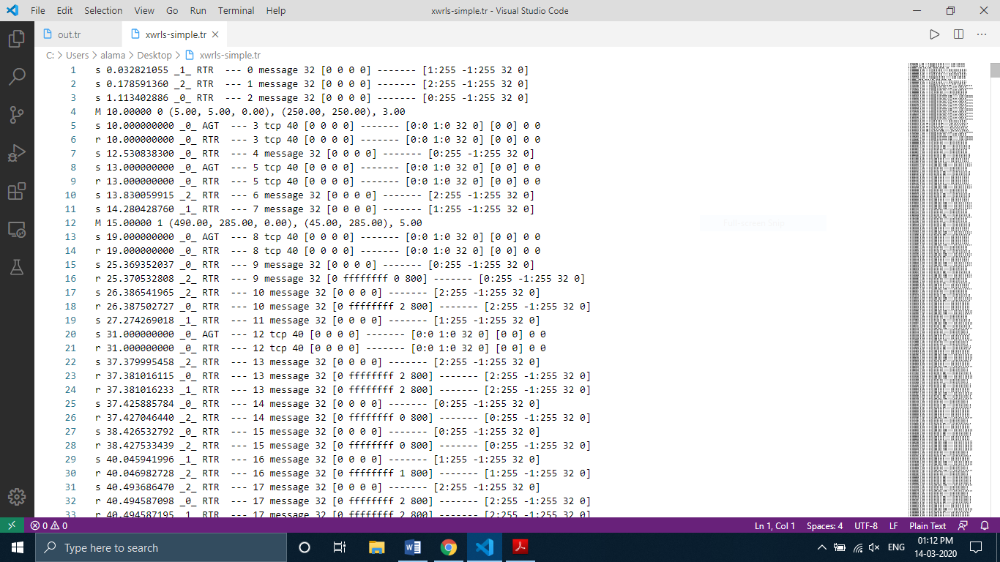 File Edit Selection View Go Run Terminal Help xwrls-simple.tr - Visual Studio Code
out.tr xwrls-simple.tr
C: > Users > alama > Desktop > xwrls-simple.tr
1 s 0.032821055 _1_ RTR --- 0 message 32 [0 0 0 0] ------- [1:255 -1:255 32 0]
2 s 0.178591360 _2_ RTR --- 1 message 32 [0 0 0 0] ------- [2:255 -1:255 32 0]
3 s 1.113402886 _0_ RTR --- 2 message 32 [0 0 0 0] ------- [0:255 -1:255 32 0]
4 M 10.00000 0 (5.00, 5.00, 0.00), (250.00, 250.00), 3.00
5 s 10.000000000 _0_ AGT --- 3 tcp 40 [0 0 0 0] ------- [0:0 1:0 32 0] [0 0] 0 0
6 r 10.000000000 _0_ RTR --- 3 tcp 40 [0 0 0 0] ------- [0:0 1:0 32 0] [0 0] 0 0
7 s 12.530838300 _0_ RTR --- 4 message 32 [0 0 0 0] ------- [0:255 -1:255 32 0]
8 s 13.000000000 _0_ AGT --- 5 tcp 40 [0 0 0 0] ------- [0:0 1:0 32 0] [0 0] 0 0
9 r 13.000000000 _0_ RTR --- 5 tcp 40 [0 0 0 0] ------- [0:0 1:0 32 0] [0 0] 0 0
10 s 13.830059915 _2_ RTR --- 6 message 32 [0 0 0 0] ------- [2:255 -1:255 32 0]
11 s 14.280428760 _1_ RTR --- 7 message 32 [0 0 0 0] ------- [1:255 -1:255 32 0]
12 M 15.00000 1 (490.00, 285.00, 0.00), (45.00, 285.00), 5.00
Full-screen Snip
13 s 19.000000000 _0_ AGT --- 8 tcp 40 [0 0 0 0] ------- [0:0 1:0 32 0] [0 0] 0 0
14 r 19.000000000 _0_ RTR --- 8 tcp 40 [0 0 0 0] ------- [0:0 1:0 32 0] [0 0] 0 0
15 s 25.369352037 _0_ RTR --- 9 message 32 [0 0 0 0] ------- [0:255 -1:255 32 0]
16 r 25.370532808 _2_ RTR --- 9 message 32 [0 ffffffff 0 800] ------- [0:255 -1:255 32 0]
17 s 26.386541965 _2_ RTR --- 10 message 32 [0 0 0 0] ------- [2:255 -1:255 32 0]
18 r 26.387502727 _0_ RTR --- 10 message 32 [0 ffffffff 2 800] ------- [2:255 -1:255 32 0]
19 s 27.274269018 _1_ RTR --- 11 message 32 [0 0 0 0] ------- [1:255 -1:255 32 0]
20 s 31.000000000 _0_ AGT --- 12 tcp 40 [0 0 0 0] ------- [0:0 1:0 32 0] [0 0] 0 0
21 r 31.000000000 _0_ RTR --- 12 tcp 40 [0 0 0 0] ------- [0:0 1:0 32 0] [0 0] 0 0
22 s 37.379995458 _2_ RTR --- 13 message 32 [0 0 0 0] ------- [2:255 -1:255 32 0]
23 r 37.381016115 _0_ RTR --- 13 message 32 [0 ffffffff 2 800] ------- [2:255 -1:255 32 0]
24 r 37.381016233 _1_ RTR --- 13 message 32 [0 ffffffff 2 800] ------- [2:255 -1:255 32 0]
25 s 37.425885784 _0_ RTR --- 14 message 32 [0 0 0 0] ------- [0:255 -1:255 32 0]
26 r 37.427046440 _2_ RTR --- 14 message 32 [0 ffffffff 0 800] ------- [0:255 -1:255 32 0]
27 s 38.426532792 _0_ RTR --- 15 message 32 [0 0 0 0] ------- [0:255 -1:255 32 0]
28 r 38.427533439 _2_ RTR --- 15 message 32 [0 ffffffff 0 800] ------- [0:255 -1:255 32 0]
29 s 40.045941996 _1_ RTR --- 16 message 32 [0 0 0 0] ------- [1:255 -1:255 32 0]
30 r 40.046982728 _2_ RTR --- 16 message 32 [0 ffffffff 1 800] ------- [1:255 -1:255 32 0]
31 s 40.493686470 _2_ RTR --- 17 message 32 [0 0 0 0] ------- [2:255 -1:255 32 0]
32 r 40.494587098 _0_ RTR --- 17 message 32 [0 ffffffff 2 800] ------- [2:255 -1:255 32 0]
33 r 40.494587195 _1_ RTR --- 17 message 32 [0 ffffffff 2 800] ------- [2:255 -1:255 32 0]
0 0 Ln 1, Col 1 Spaces: 4 UTF-8 LF Plain Text
Type here to search ENG 01:12 PM
14-03-2020